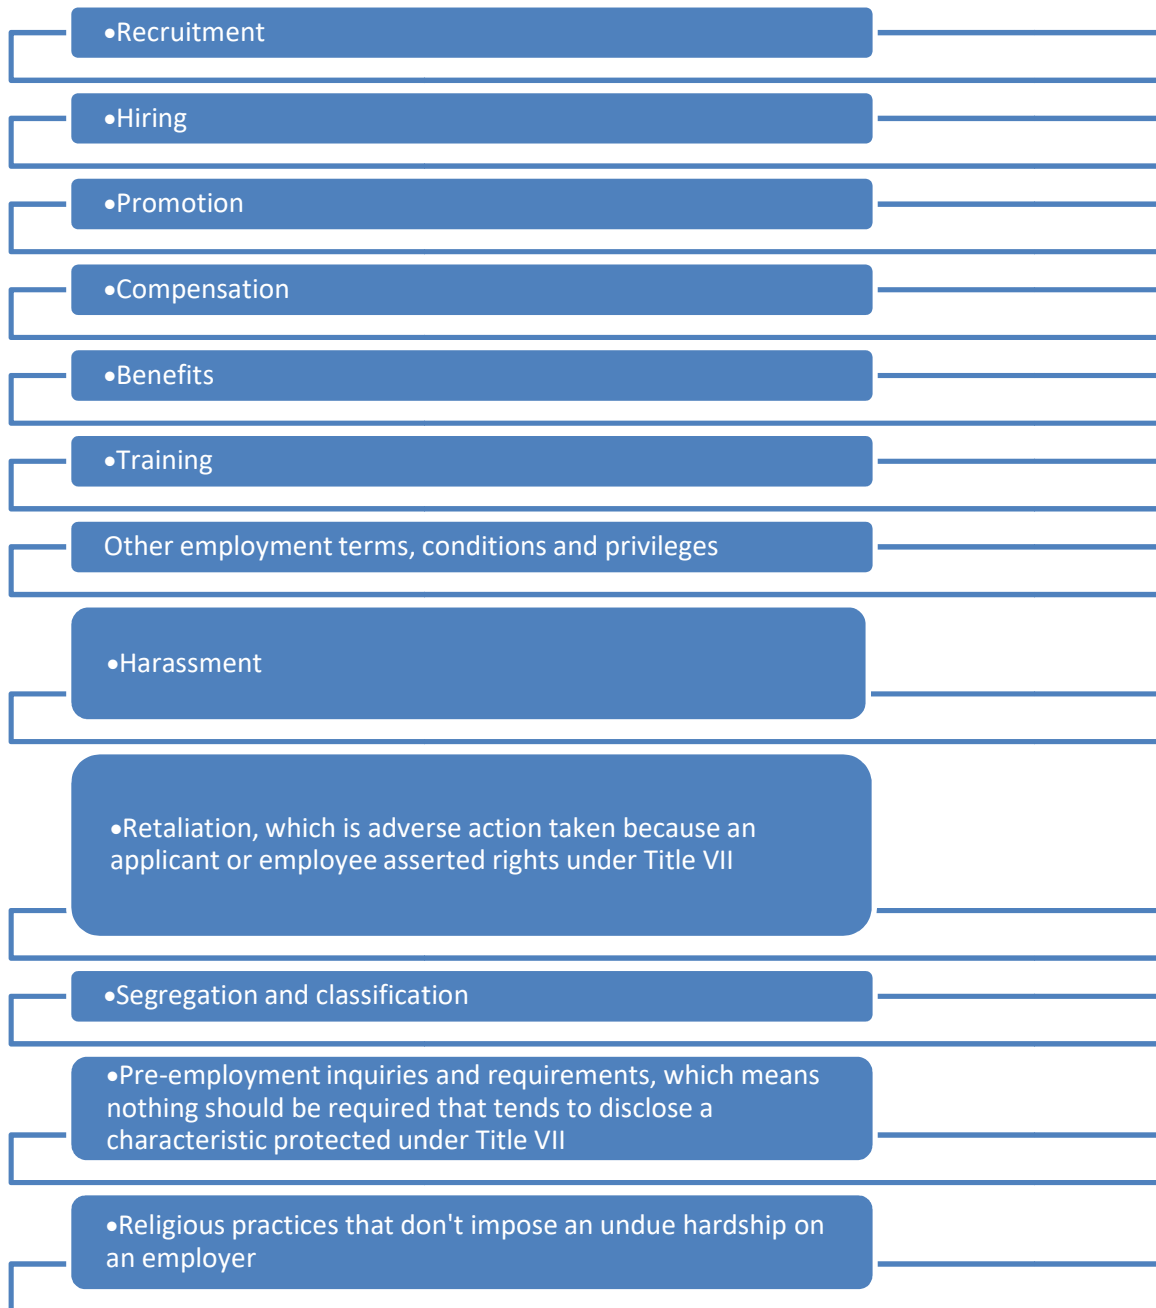 •Recruitment
•Hiring
•Promotion
•Compensation
•Benefits
•Training
Other employment terms, conditions and privileges
•Harassment
•Retaliation, which is adverse action taken because an
applicant or employee asserted rights under Title VII
•Segregation and classification
•Pre-employment inquiries and requirements, which means
nothing should be required that tends to disclose a
characteristic protected under Title VII
•Religious practices that don't impose an undue hardship on
an employer